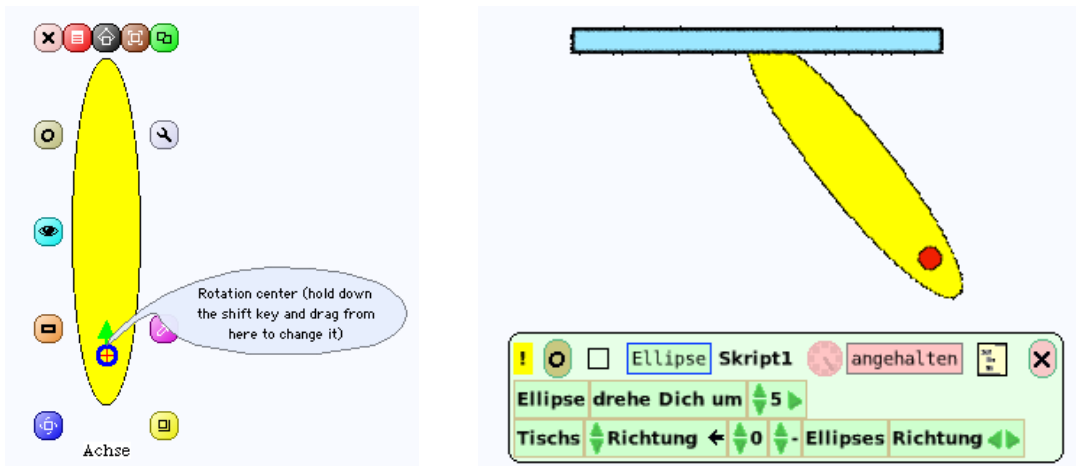 Rotation center (hold down
the shift key and drag from
here to change it)
Achse
! Ellipse Skript1 angehalten
Ellipse drehe Dich um 5
Tischs Richtung ← 0 - Ellipses Richtung